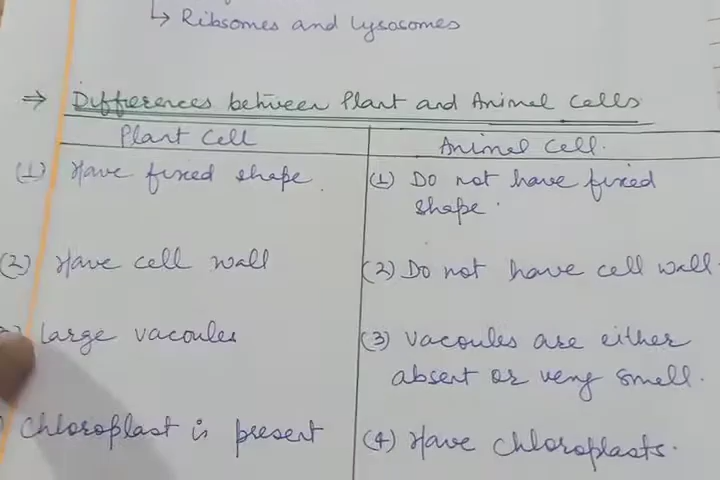 ↳ Ribsomes and lysosomes
⇒ Differences between Plant and Animal Cells
Plant Cell
Animal Cell.
(1) Have fixed shape.
(1) Do not have fixed
shape.
(2) Have cell wall
(2) Do not have cell wall.
Large vacoules
(3) Vacoules are either
absent or very smell.
Chloroplast is present
(4) Have chloroplasts.